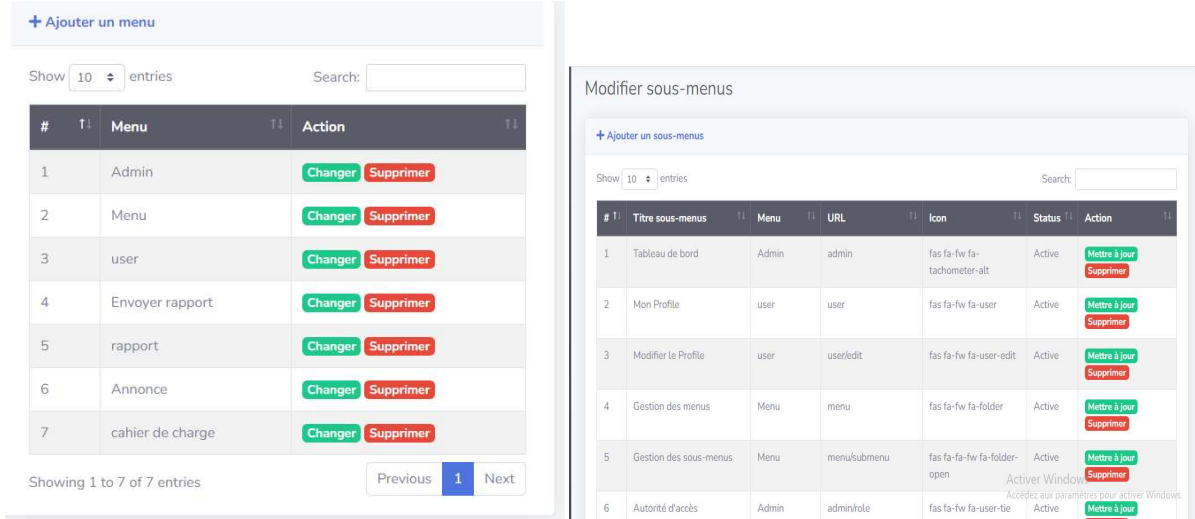 + Ajouter un menu
Show 10 entries Search:
# Menu Action
1 Admin Changer Supprimer
2 Menu Changer Supprimer
3 user Changer Supprimer
4 Envoyer rapport Changer Supprimer
5 rapport Changer Supprimer
6 Annonce Changer Supprimer
7 cahier de charge Changer Supprimer
Showing 1 to 7 of 7 entries Previous 1 Next
Modifier sous-menus
+ Ajouter un sous-menus
Show 10 entries Search:
# Titre sous-menus Menu URL Icon Status Action
1 Tableau de bord Admin admin fas fa-fw fa- Active Mettre à jour
tachometer-alt Supprimer
2 Mon Profile user user fas fa-fw fa-user Active Mettre à jour
Supprimer
3 Modifier le Profile user user/edit fas fa-fw fa-user-edit Active Mettre à jour
Supprimer
4 Gestion des menus Menu menu fas fa-fw fa-folder Active Mettre à jour
Supprimer
5 Gestion des sous-menus Menu menu/submenu fas fa-fa-fw fa-folder- Active Mettre à jour
open Supprimer
Activer Windows
Accédez aux paramètres pour activer Windows.
6 Autorité d'accès Admin admin/role fas fa-fw fa-user-tie Active Mettre à jour